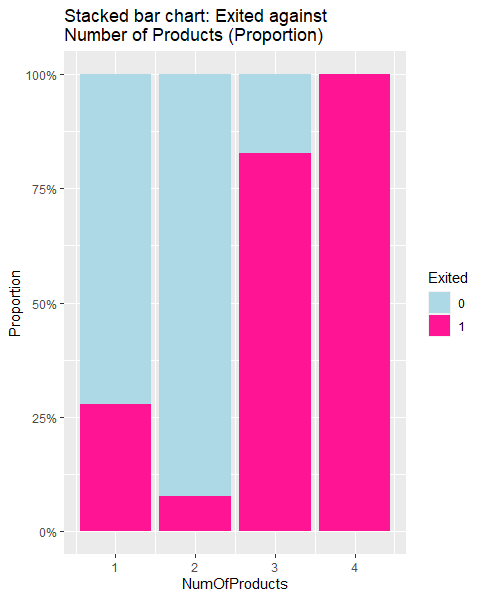 Stacked bar chart: Exited against
Number of Products (Proportion)
100%
75%
50%
25%
0%
Proportion
1 2 3 4
NumOfProducts
Exited
0
1